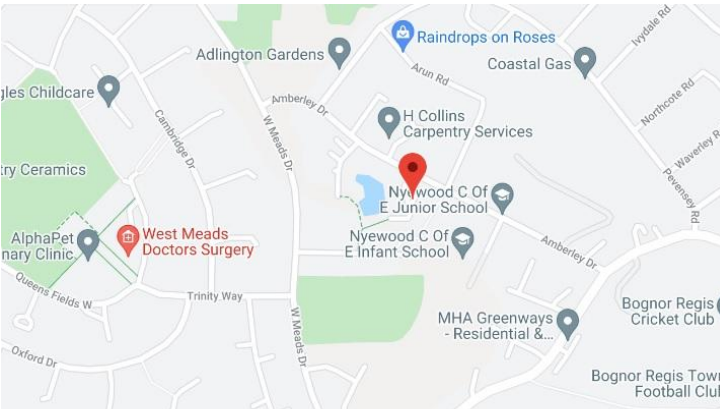 Raindrops on Roses
Ivydale Rd
Adlington Gardens
Coastal Gas
Arun Rd
gles Childcare
Amberley Dr
Northcote Rd
H Collins
Carpentry Services
Cambridge Dr
W Meads Dr
Waverley R
try Ceramics
Pevensey Rd
Nyewood C Of
E Junior School
West Meads
Doctors Surgery
AlphaPet
nary Clinic
Nyewood C Of
E Infant School
Amberley Dr
Queens Fields W
Trinity Way
Bognor Regis
Cricket Club
MHA Greenways
- Residential &...
W Meads Dr
Oxford Dr
Bognor Regis Town
Football Clu